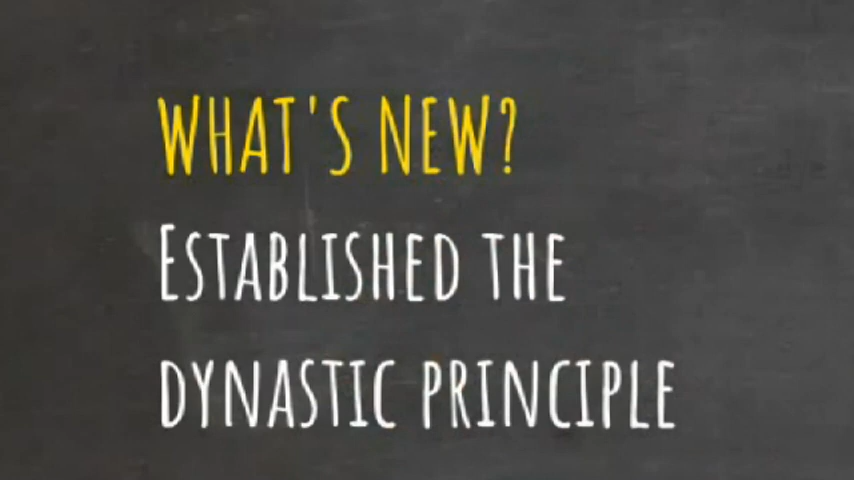 WHAT'S NEW?
ESTABLISHED THE
DYNASTIC PRINCIPLE